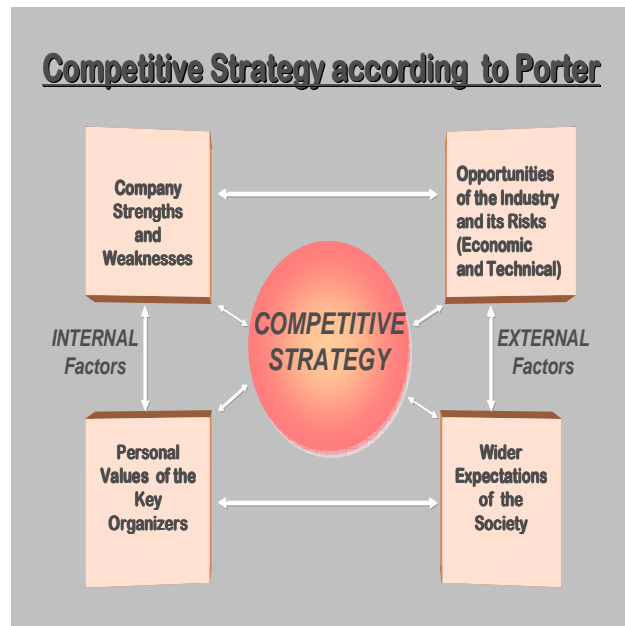 Competitive Strategy according to Porter
Company
Strengths
and
Weaknesses
Opportunities
of the Industry
and its Risks
(Economic
and Technical)
COMPETITIVE
STRATEGY
INTERNAL
Factors
EXTERNAL
Factors
Personal
Values of the
Key
Organizers
Wider
Expectations
of the
Society